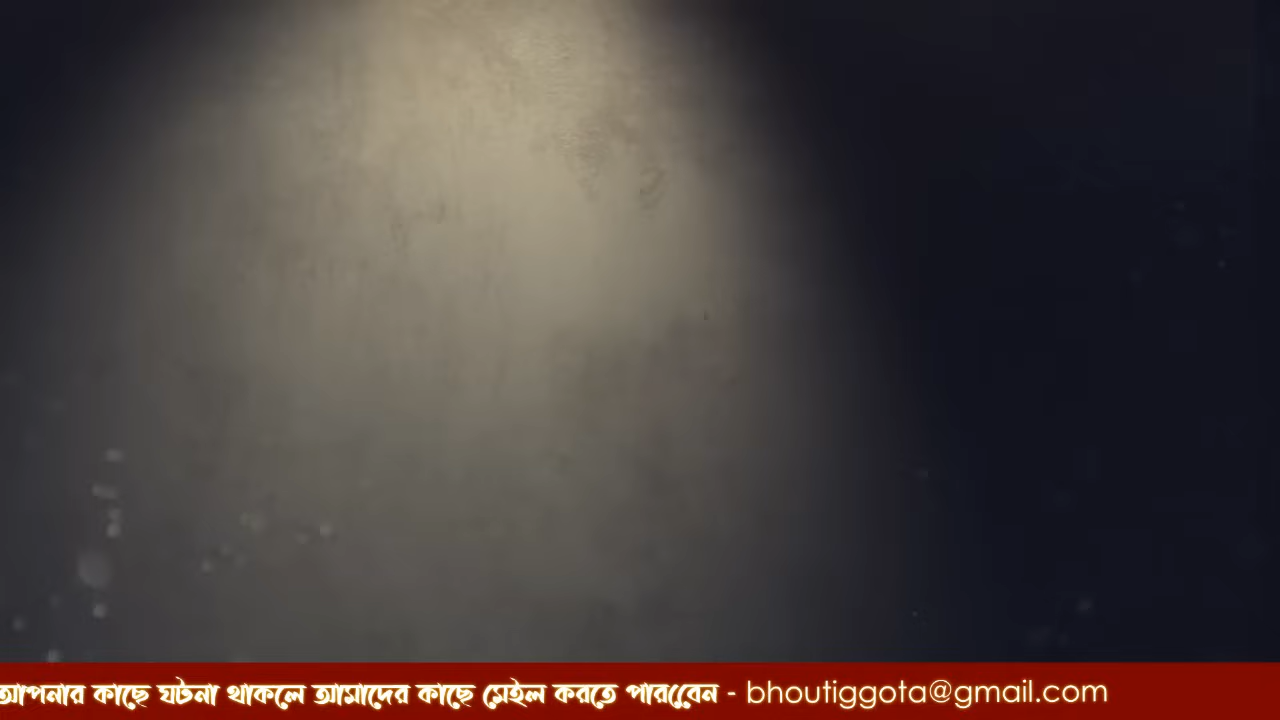 আপনার কাছে ঘটনা থাকলে আমাদের কাছে মেইল করতে পারবেন - bhoutiggota@gmail.com